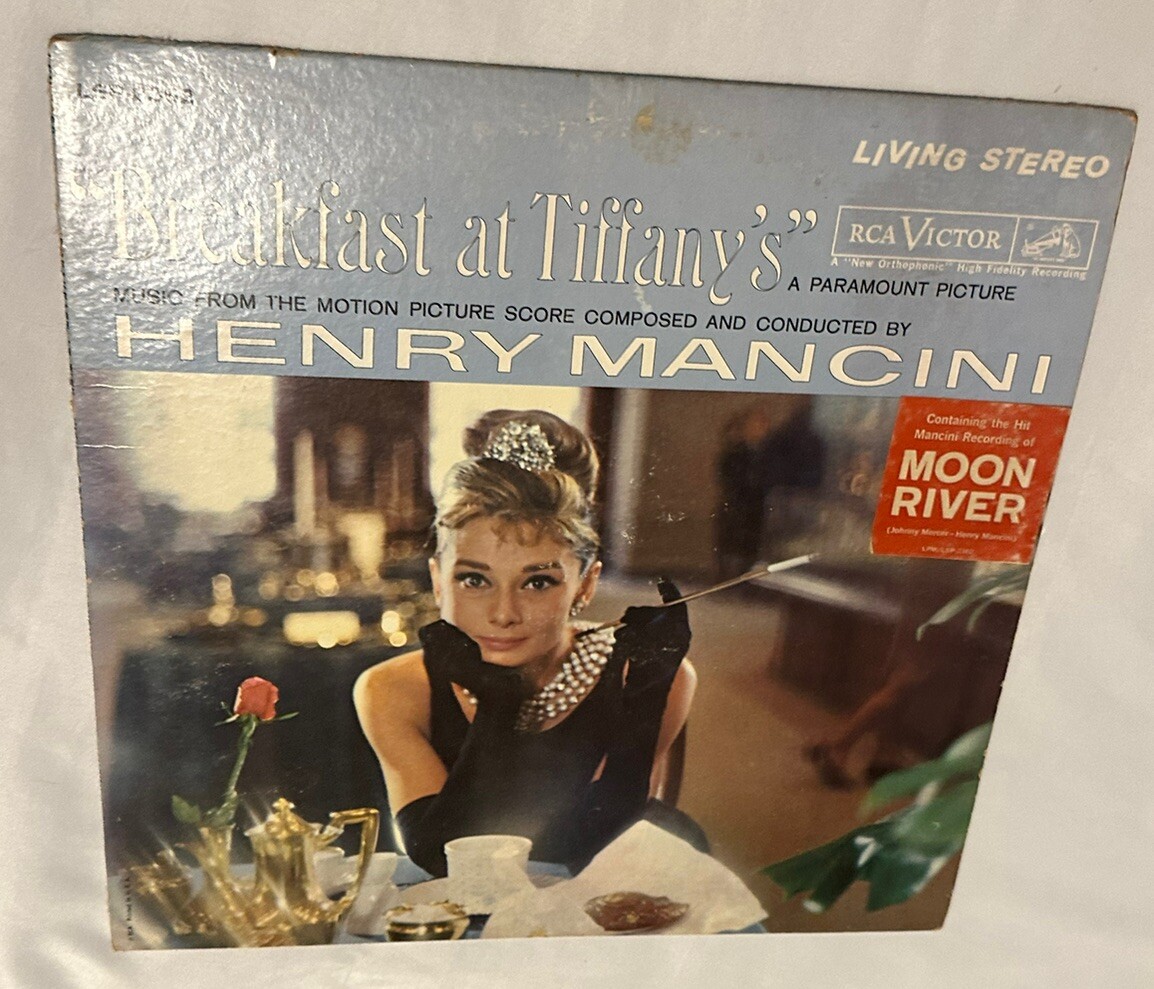 LSP-2362
LIVING STEREO
"Breakfast at Tiffany's"
RCA VICTOR
A "New Orthophonic" High Fidelity Recording
A PARAMOUNT PICTURE
MUSIC FROM THE MOTION PICTURE SCORE COMPOSED AND CONDUCTED BY
HENRY MANCINI
Containing the Hit
Mancini Recording of
MOON
RIVER
(Johnny Mercer-Henry Mancini)